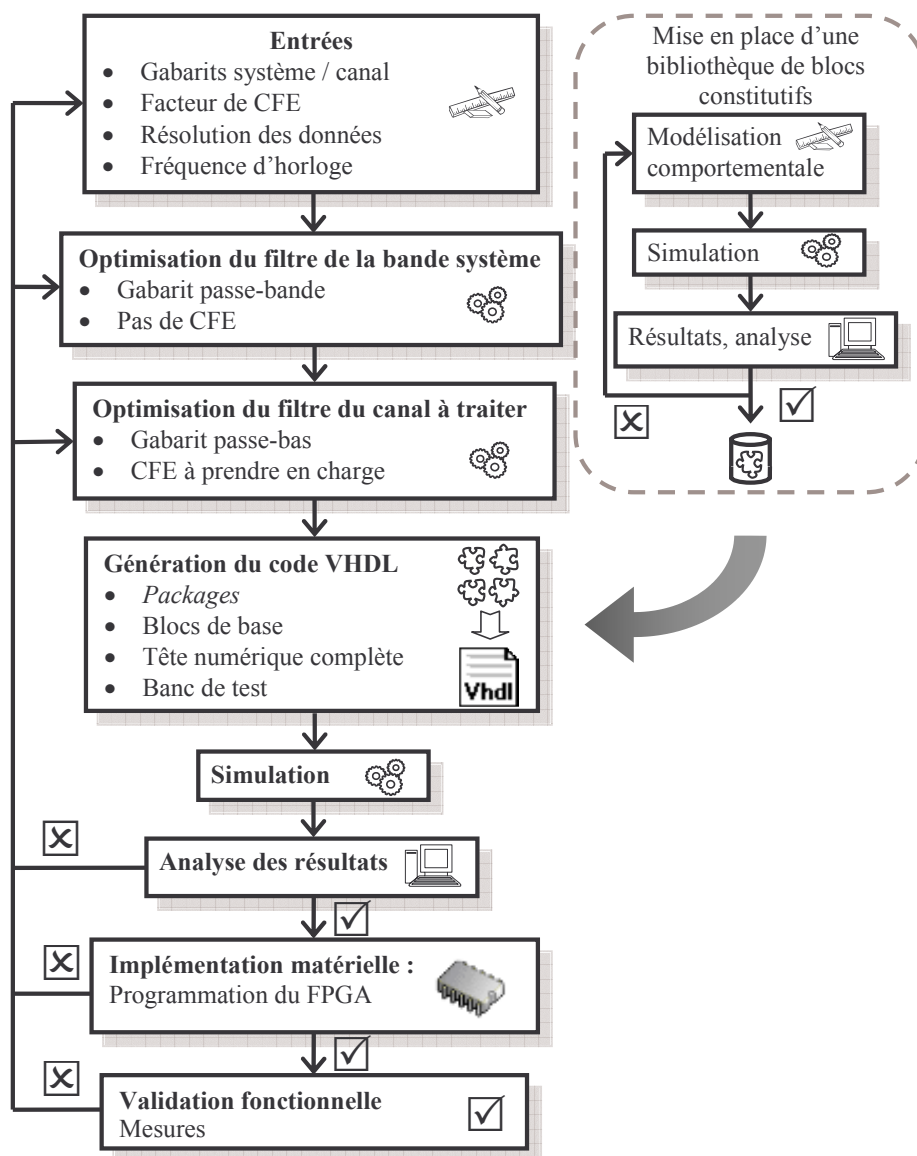 Entrées
• Gabarits système / canal
• Facteur de CFE
• Résolution des données
• Fréquence d’horloge
Optimisation du filtre de la bande système
• Gabarit passe-bande
• Pas de CFE
Optimisation du filtre du canal à traiter
• Gabarit passe-bas
• CFE à prendre en charge
Génération du code VHDL
• Packages
• Blocs de base
• Tête numérique complète
• Banc de test
Vhdl
Simulation
Analyse des résultats
Implémentation matérielle :
Programmation du FPGA
Validation fonctionnelle
Mesures
Mise en place d’une
bibliothèque de blocs
constitutifs
Modélisation
comportementale
Simulation
Résultats, analyse